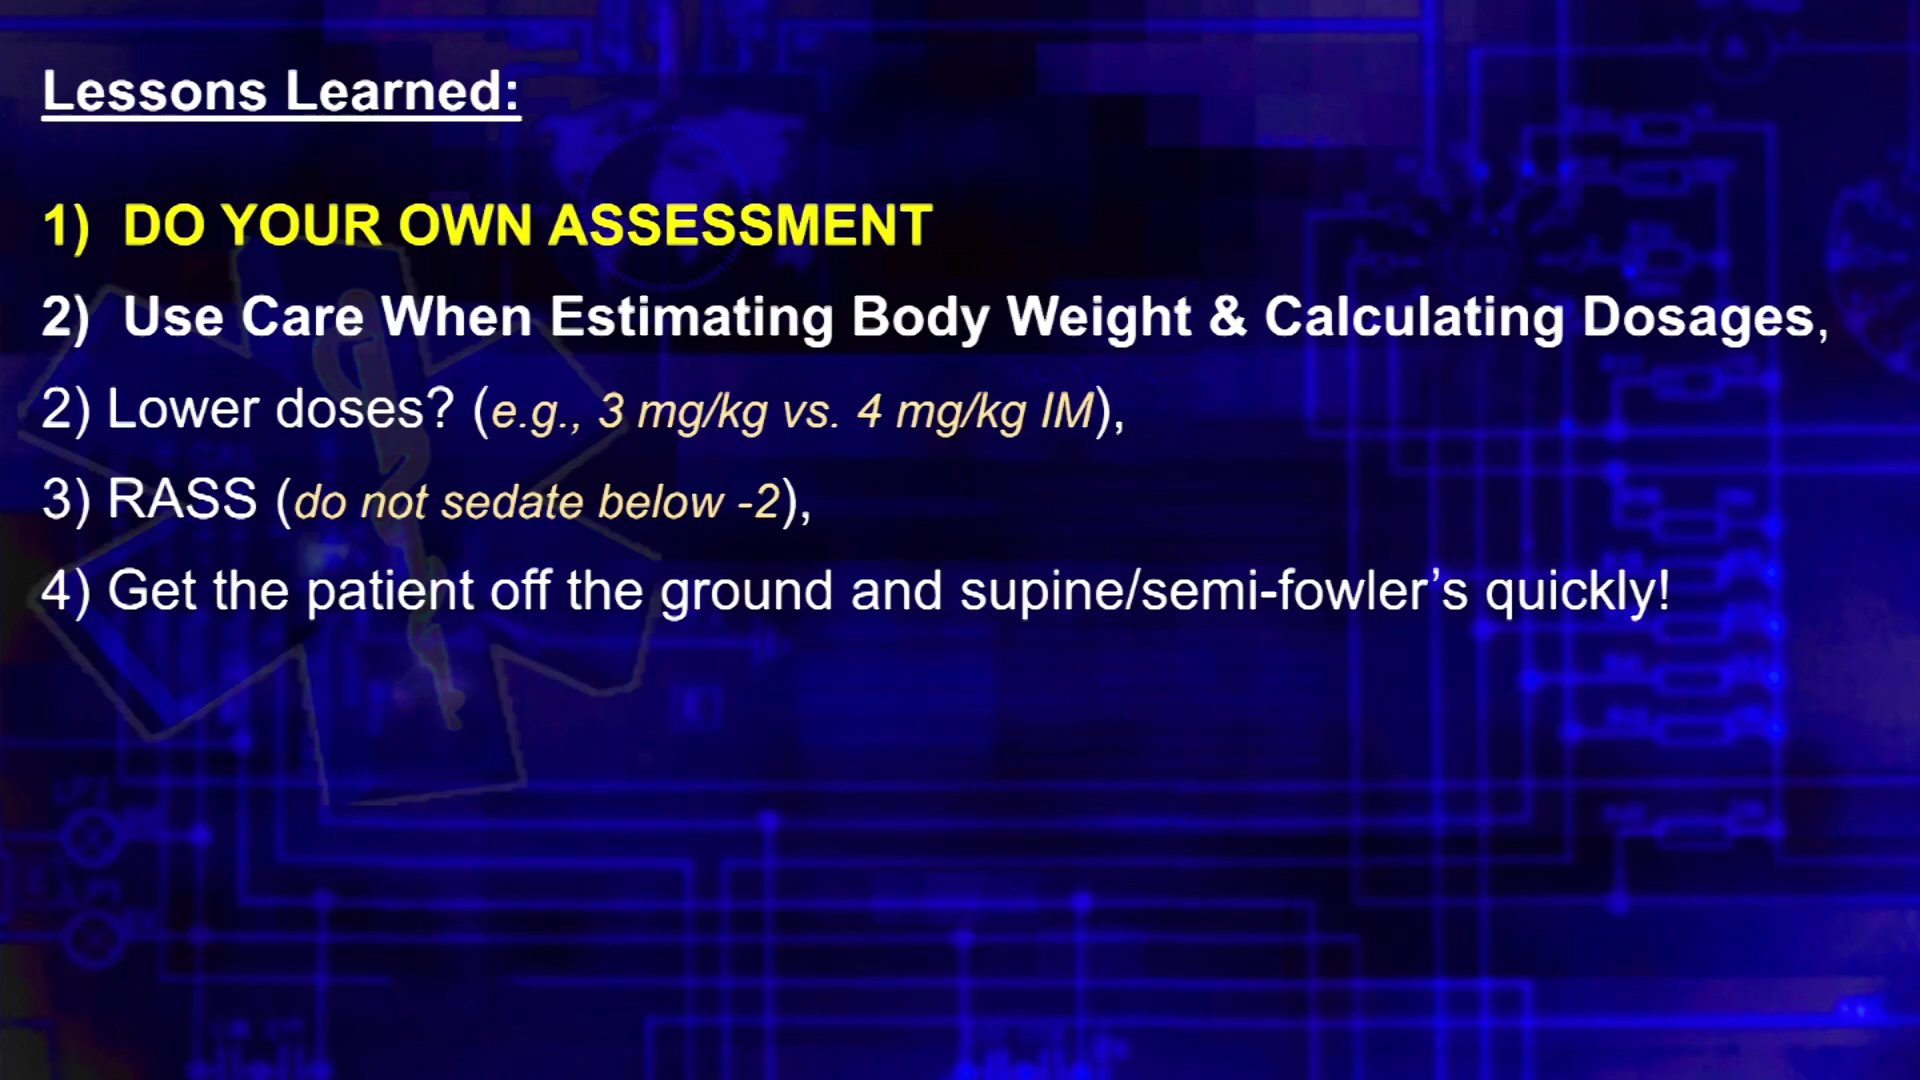 Lessons Learned:
1) DO YOUR OWN ASSESSMENT
2) Use Care When Estimating Body Weight & Calculating Dosages,
2) Lower doses? (e.g., 3 mg/kg vs. 4 mg/kg IM),
3) RASS (do not sedate below -2),
4) Get the patient off the ground and supine/semi-fowler’s quickly!